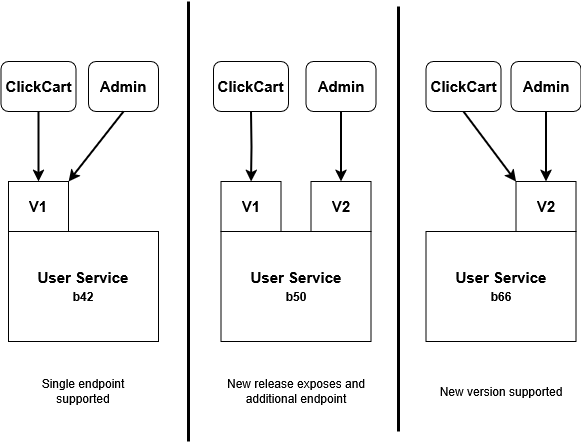 ClickCart
Admin
V1
User Service
b42
Single endpoint
supported
ClickCart
Admin
V1
V2
User Service
b50
New release exposes and
additional endpoint
ClickCart
Admin
V2
User Service
b66
New version supported